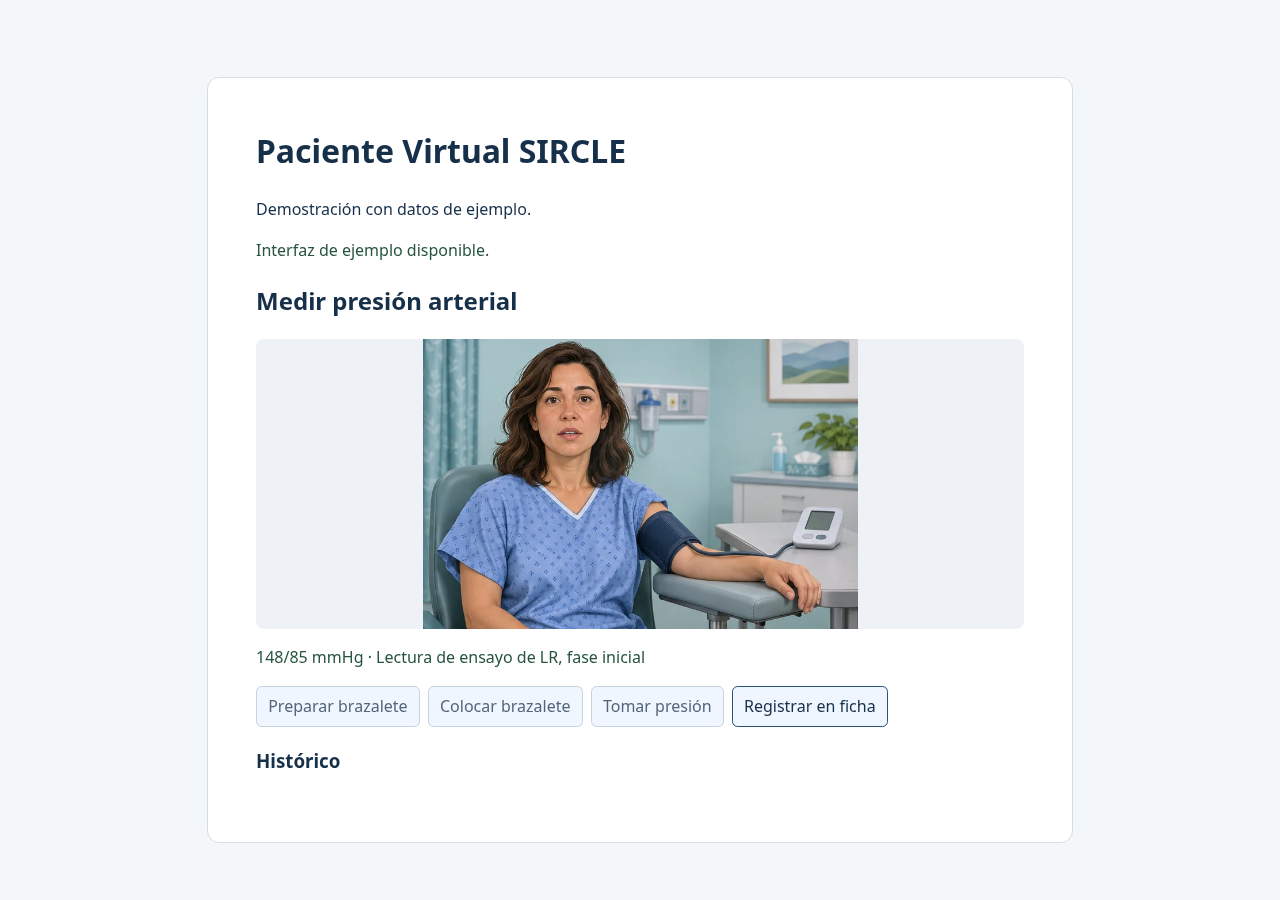 Paciente Virtual SIRCLE
Demostración con datos de ejemplo.
Interfaz de ejemplo disponible.
Medir presión arterial
148/85 mmHg · Lectura de ensayo de LR, fase inicial
Preparar brazalete Colocar brazalete Tomar presión Registrar en ficha
Histórico